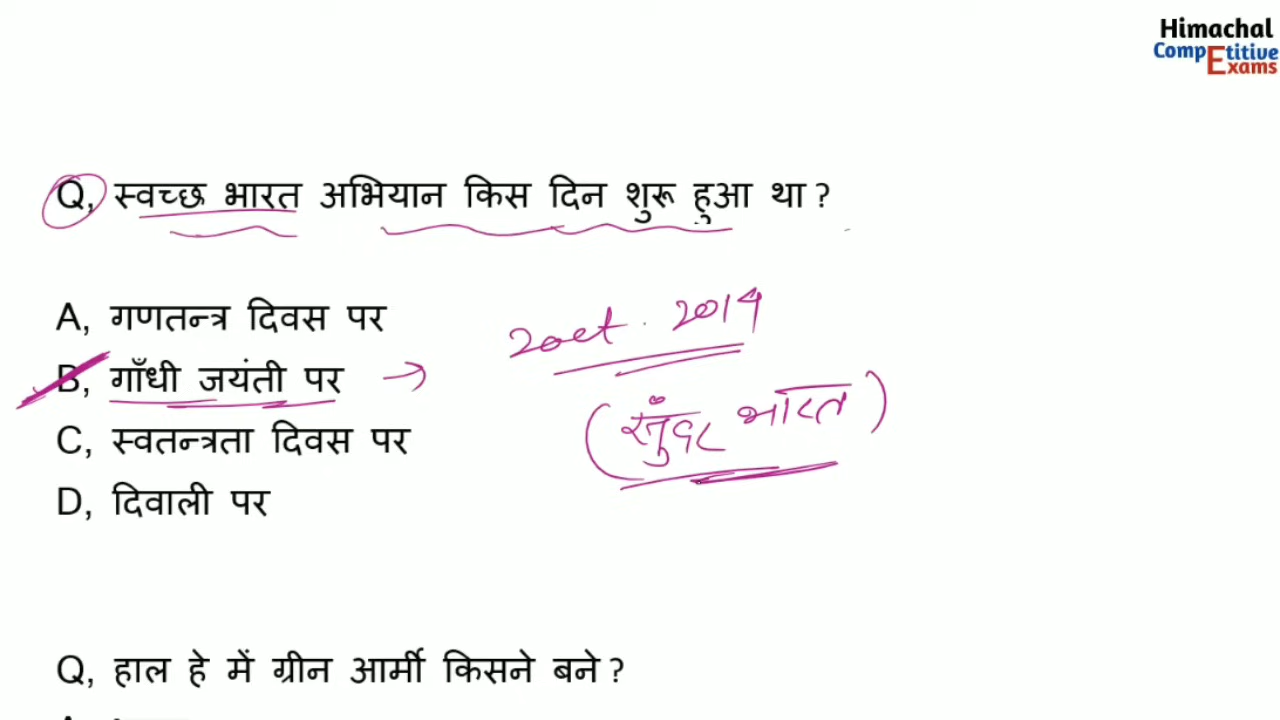 Himachal
CompEtitive
Exams
Q, स्वच्छ भारत अभियान किस दिन शुरू हुआ था ?
A, गणतन्त्र दिवस पर
2 oct. 2014
B, गाँधी जयंती पर →
(सुंदर भारत)
C, स्वतन्त्रता दिवस पर
D, दिवाली पर
Q, हाल हे में ग्रीन आर्मी किसने बने ?